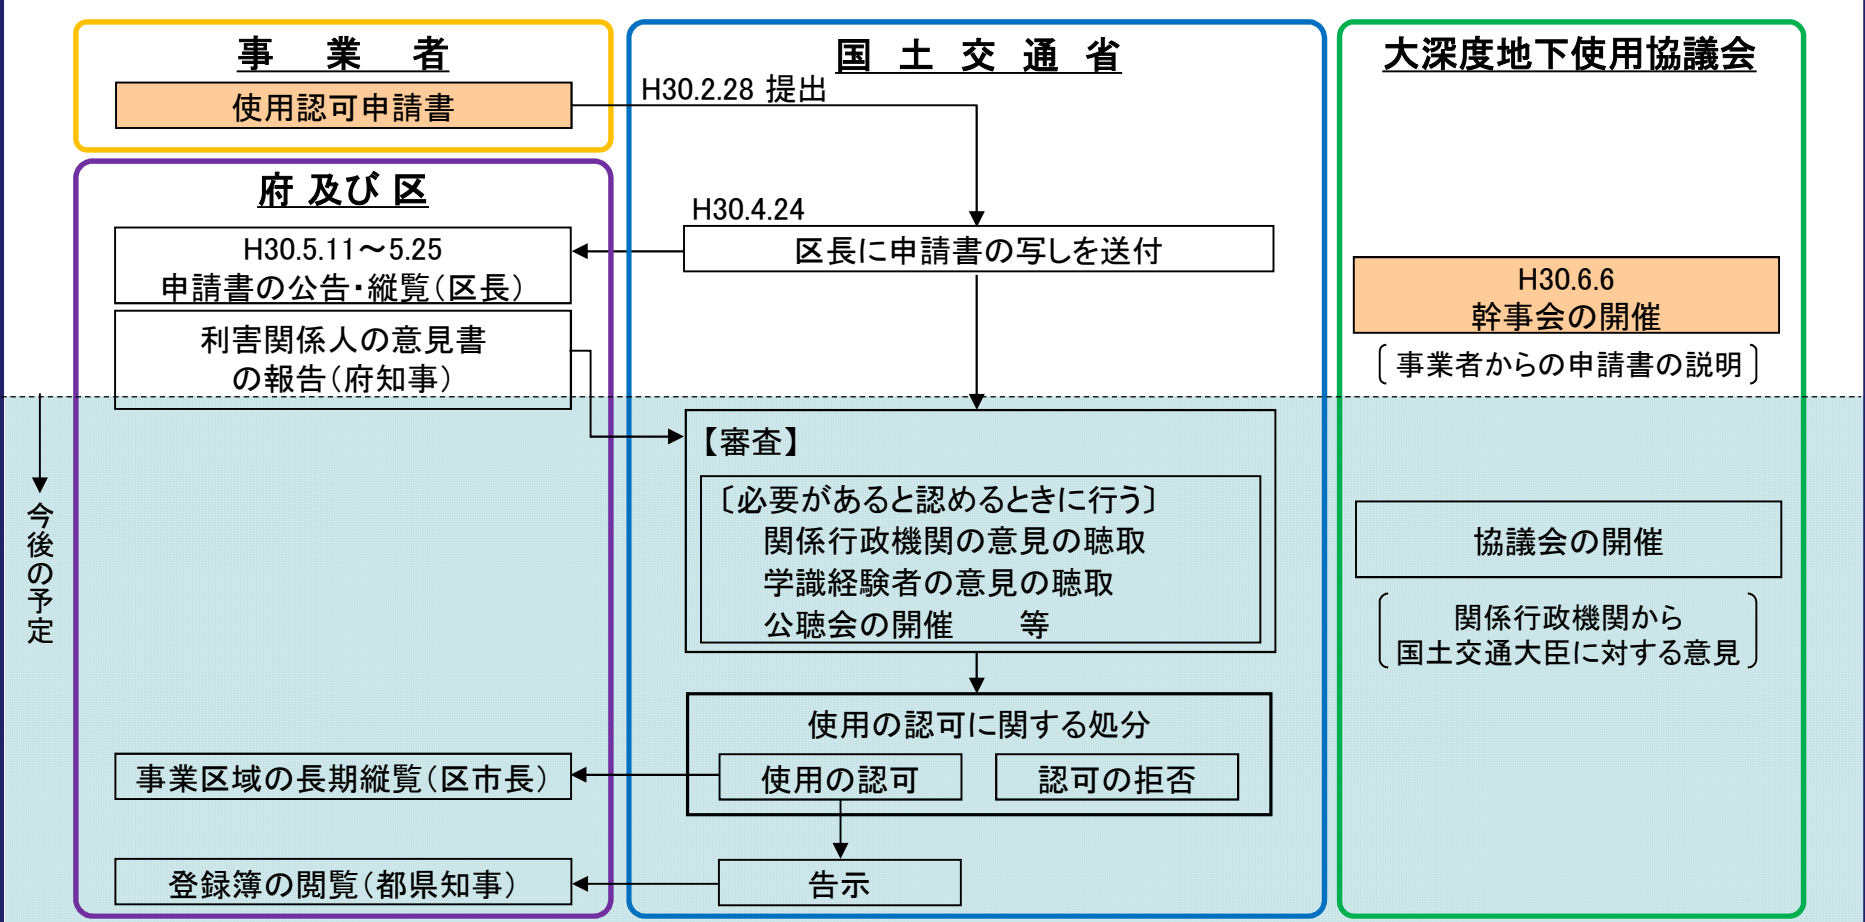 事　業　者
使用認可申請書
府 及び 区
H30.5.11～5.25
申請書の公告・縦覧（区長）
利害関係人の意見書
の報告（府知事）
今後の予定
事業区域の長期縦覧（区市長）
登録簿の閲覧（都県知事）
国 土 交 通 省
H30.2.28 提出
H30.4.24
区長に申請書の写しを送付
【審査】
〔必要があると認めるときに行う〕
関係行政機関の意見の聴取
学識経験者の意見の聴取
公聴会の開催　　等
使用の認可に関する処分
使用の認可
認可の拒否
告示
大深度地下使用協議会
H30.6.6
幹事会の開催
〔事業者からの申請書の説明〕
協議会の開催
関係行政機関から
国土交通大臣に対する意見